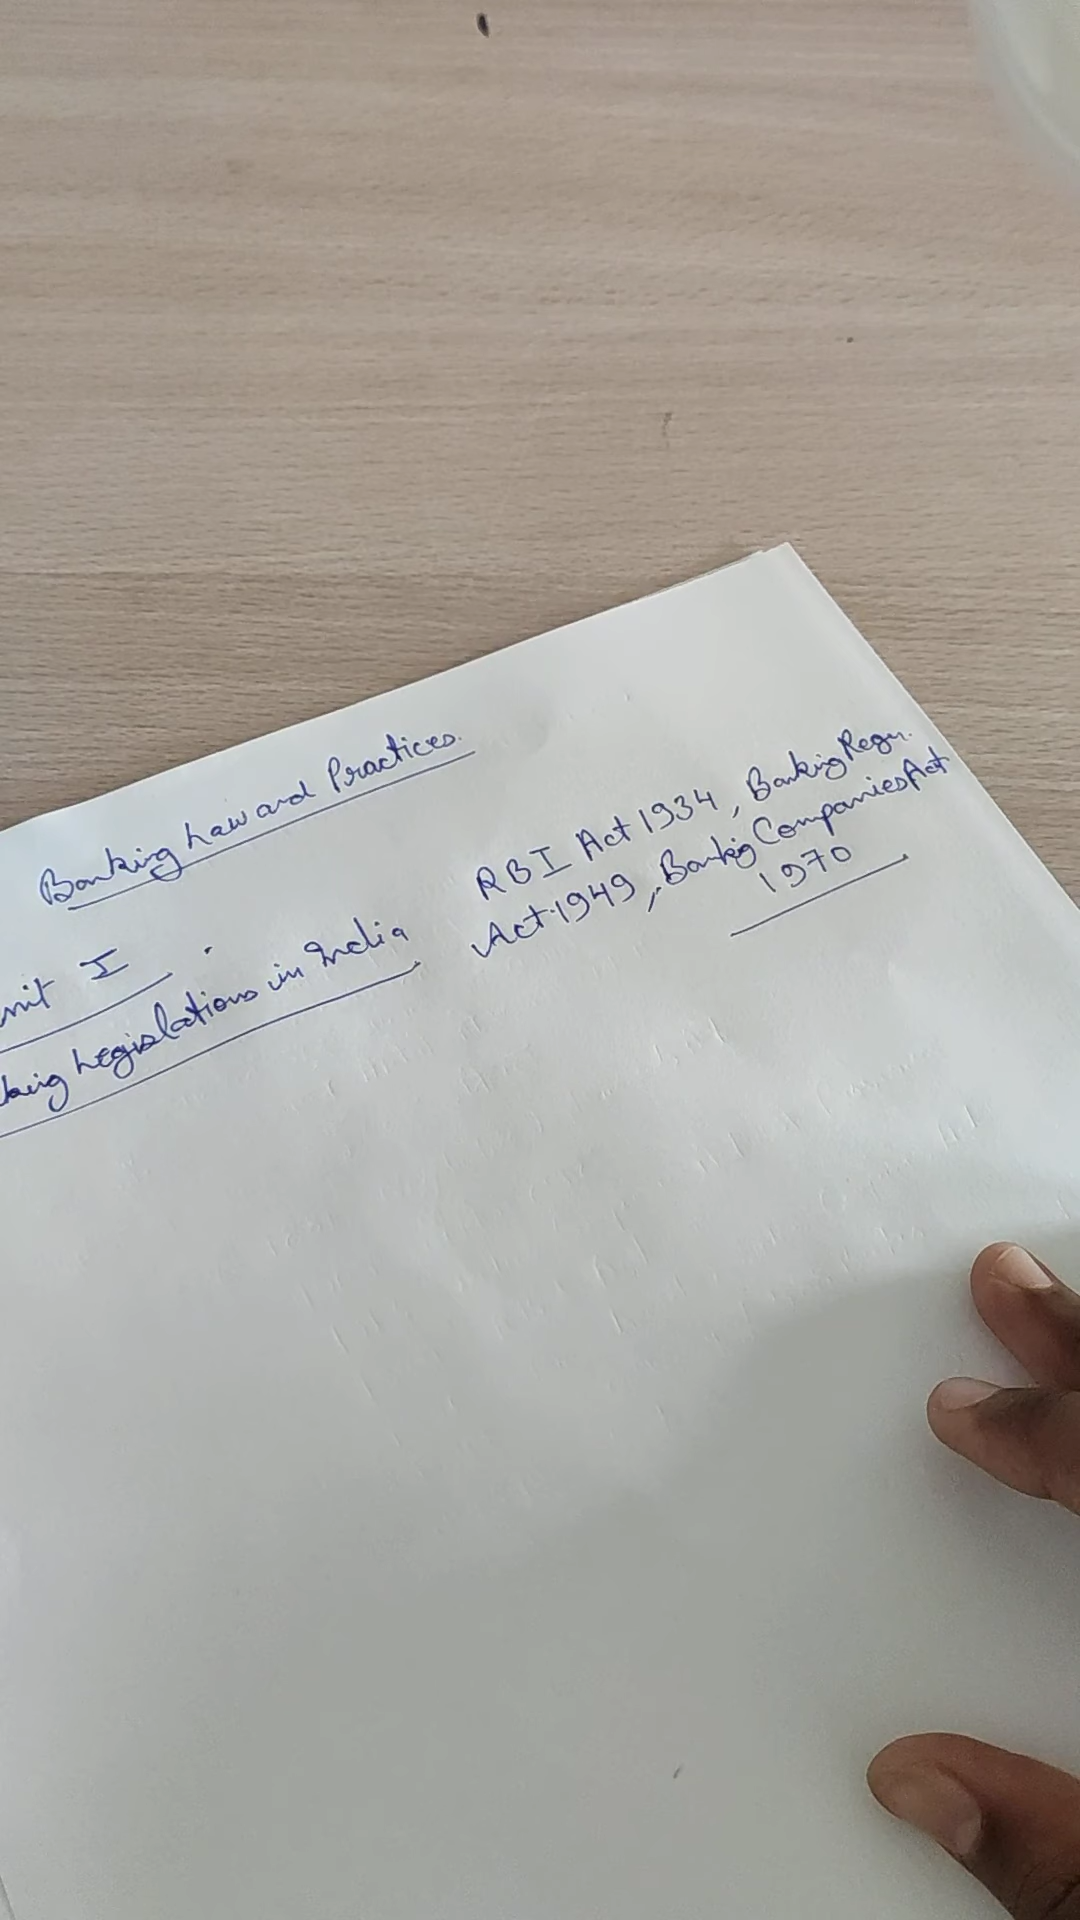 Banking Law and Practices.
nit I
king Legislations in India
RBI Act 1934, Banking Regu.
Act 1949, Banking Companies Act
1970